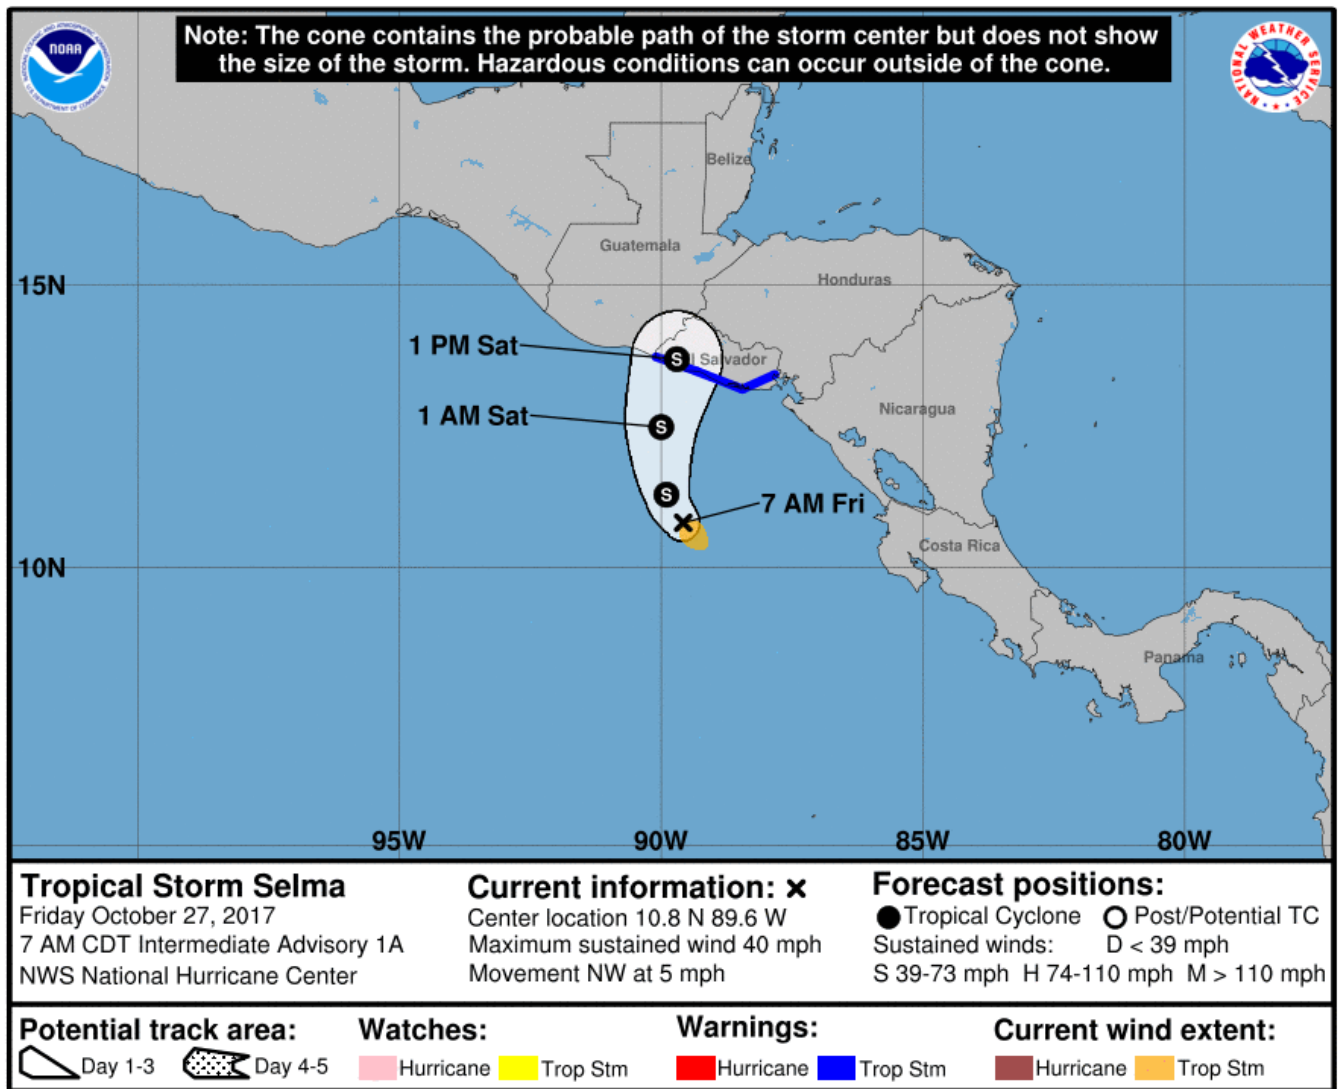 Note: The cone contains the probable path of the storm center but does not show
the size of the storm. Hazardous conditions can occur outside of the cone.
NOAA
NATIONAL WEATHER SERVICE
Belize
Guatemala
15N
Honduras
1 PM Sat
S
l Salvador
1 AM Sat
S
Nicaragua
S
7 AM Fri
10N
Costa Rica
Panama
95W
90W
85W
80W
Tropical Storm Selma
Friday October 27, 2017
7 AM CDT Intermediate Advisory 1A
NWS National Hurricane Center
Current information: x
Center location 10.8 N 89.6 W
Maximum sustained wind 40 mph
Movement NW at 5 mph
Forecast positions:
Tropical Cyclone Post/Potential TC
Sustained winds: D < 39 mph
S 39-73 mph H 74-110 mph M > 110 mph
Potential track area:
Day 1-3 Day 4-5
Watches:
Hurricane Trop Stm
Warnings:
Hurricane Trop Stm
Current wind extent:
Hurricane Trop Stm